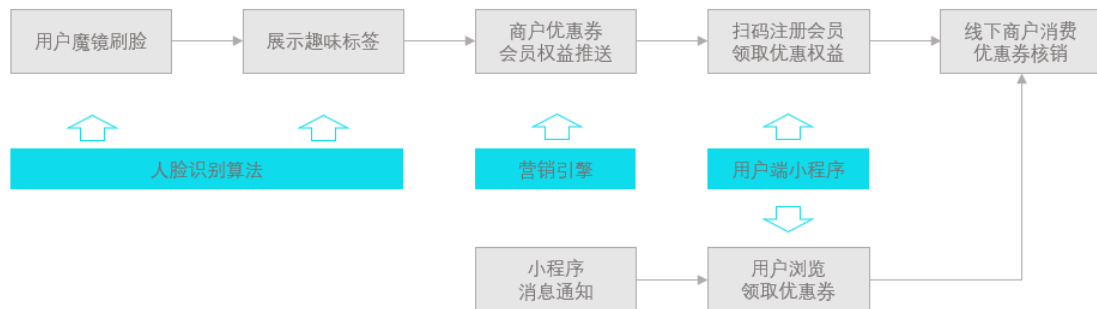 用户魔镜刷脸
展示趣味标签
商户优惠券
会员权益推送
扫码注册会员
领取优惠权益
线下商户消费
优惠券核销
人脸识别算法
营销引擎
用户端小程序
小程序
消息通知
用户浏览
领取优惠券